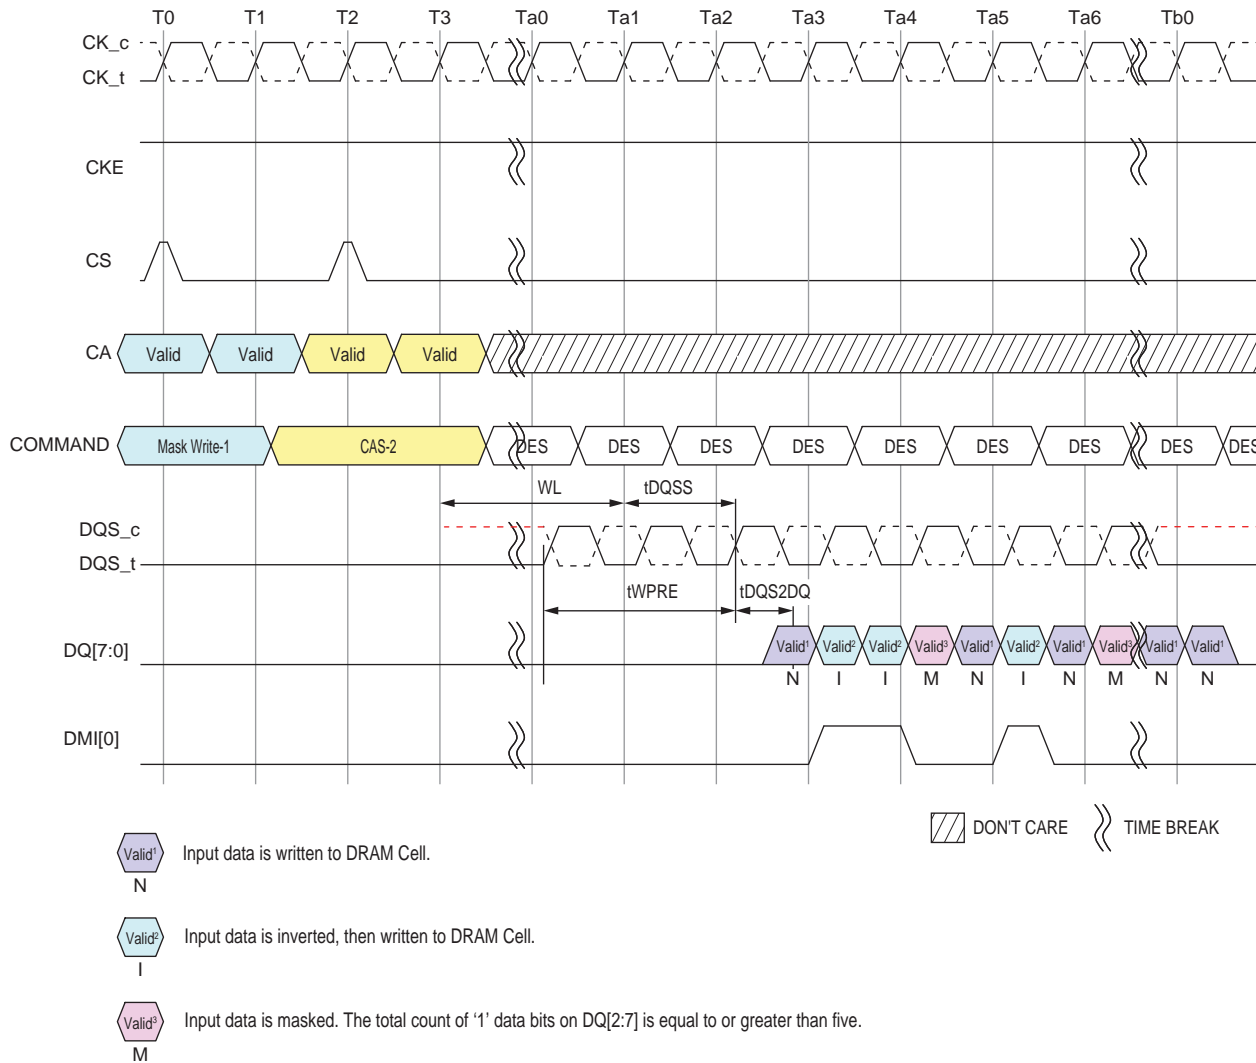 T0 T1 T2 T3 Ta0 Ta1 Ta2 Ta3 Ta4 Ta5 Ta6 Tb0
CK_c
CK_t
CKE
CS
CA Valid Valid Valid Valid
COMMAND Mask Write-1 CAS-2 DES DES DES DES DES DES DES DES DES
WL tDQSS
DQS_c
DQS_t
tWPRE tDQS2DQ
DQ[7:0] Valid¹ Valid² Valid² Valid³ Valid¹ Valid² Valid¹ Valid³ Valid¹ Valid¹
N I I M N I N M N N
DMI[0]
DON'T CARE TIME BREAK
Valid¹ Input data is written to DRAM Cell.
N
Valid² Input data is inverted, then written to DRAM Cell.
I
Valid³ Input data is masked. The total count of ‘1’ data bits on DQ[2:7] is equal to or greater than five.
M